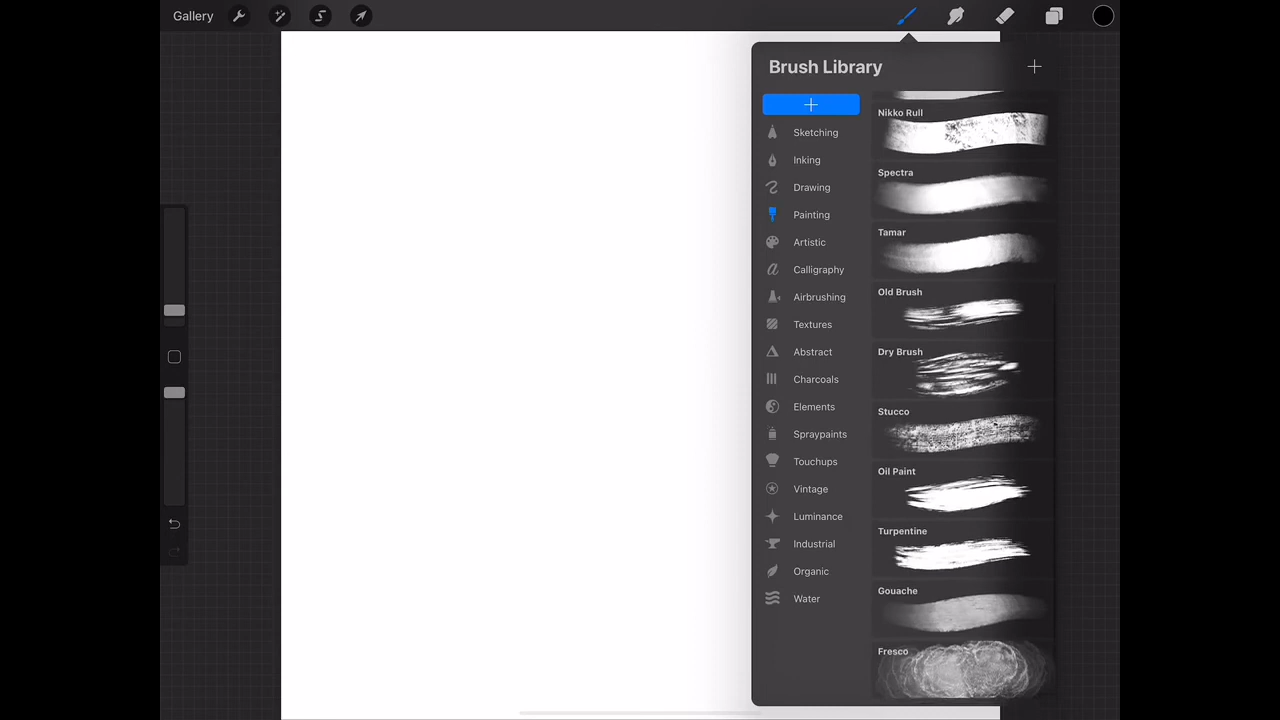 Gallery
Brush Library
Sketching
Inking
Drawing
Painting
Artistic
Calligraphy
Airbrushing
Textures
Abstract
Charcoals
Elements
Spraypaints
Touchups
Vintage
Luminance
Industrial
Organic
Water
Nikko Rull
Spectra
Tamar
Old Brush
Dry Brush
Stucco
Oil Paint
Turpentine
Gouache
Fresco